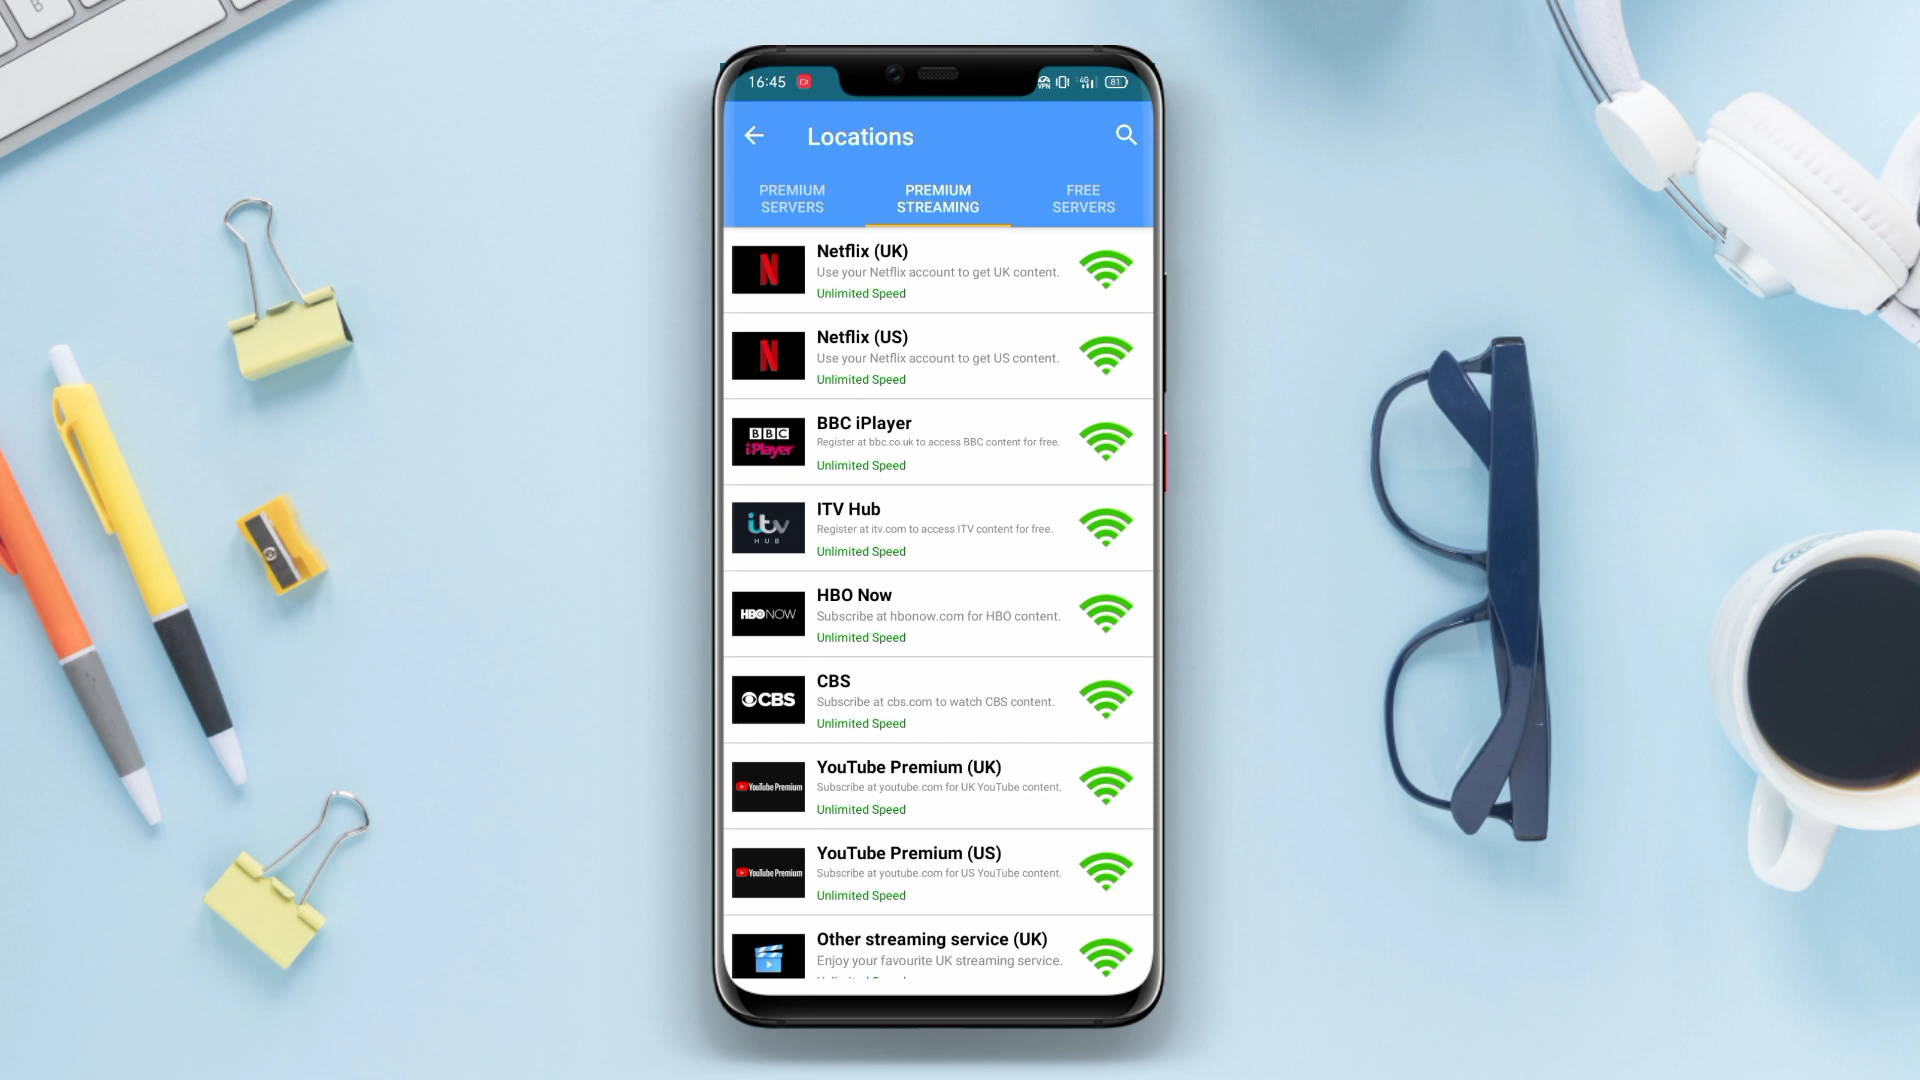 16:45
VPN
4G
81
Locations
PREMIUM
SERVERS
PREMIUM
STREAMING
FREE
SERVERS
N
Netflix (UK)
Use your Netflix account to get UK content.
Unlimited Speed
N
Netflix (US)
Use your Netflix account to get US content.
Unlimited Speed
BBC
iPlayer
BBC iPlayer
Register at bbc.co.uk to access BBC content for free.
Unlimited Speed
itv
HUB
ITV Hub
Register at itv.com to access ITV content for free.
Unlimited Speed
HBO NOW
HBO Now
Subscribe at hbonow.com for HBO content.
Unlimited Speed
CBS
CBS
Subscribe at cbs.com to watch CBS content.
Unlimited Speed
YouTube Premium
YouTube Premium (UK)
Subscribe at youtube.com for UK YouTube content.
Unlimited Speed
YouTube Premium
YouTube Premium (US)
Subscribe at youtube.com for US YouTube content.
Unlimited Speed
Other streaming service (UK)
Enjoy your favourite UK streaming service.